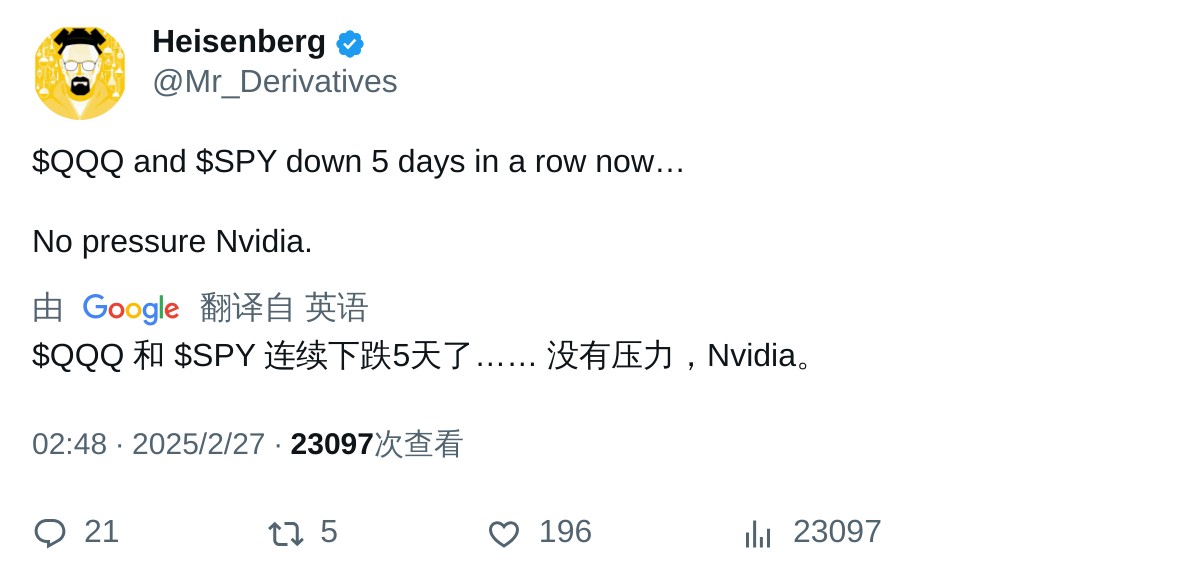 Heisenberg
@Mr_Derivatives
$QQQ and $SPY down 5 days in a row now…
No pressure Nvidia.
由 Google 翻译自 英语
$QQQ 和 $SPY 连续下跌5天了…… 没有压力，Nvidia。
02:48 · 2025/2/27 · 23097次查看
21 5 196 23097